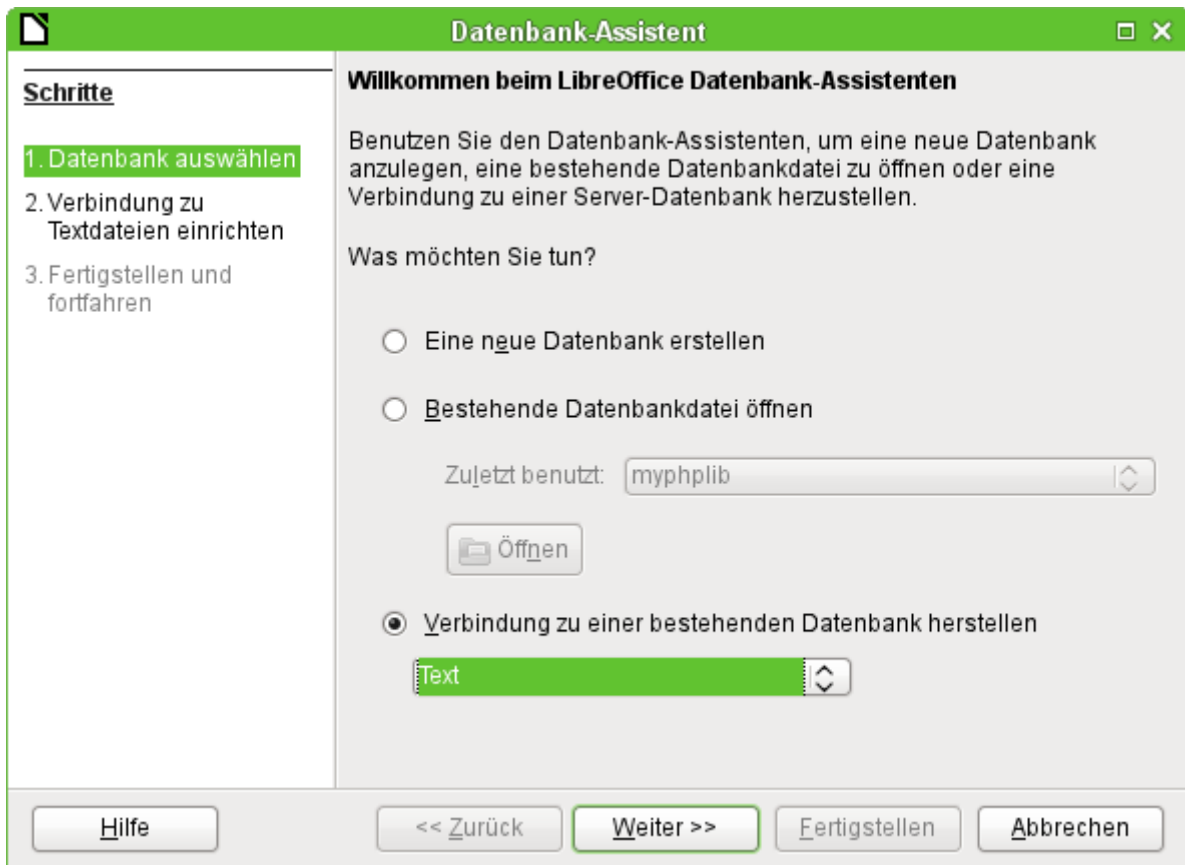 Datenbank-Assistent
Schritte
1. Datenbank auswählen
2. Verbindung zu
Textdateien einrichten
3. Fertigstellen und
fortfahren
Willkommen beim LibreOffice Datenbank-Assistenten
Benutzen Sie den Datenbank-Assistenten, um eine neue Datenbank
anzulegen, eine bestehende Datenbankdatei zu öffnen oder eine
Verbindung zu einer Server-Datenbank herzustellen.
Was möchten Sie tun?
Eine neue Datenbank erstellen
Bestehende Datenbankdatei öffnen
Zuletzt benutzt: myphplib
Öffnen
Verbindung zu einer bestehenden Datenbank herstellen
Text
Hilfe << Zurück Weiter >> Fertigstellen Abbrechen